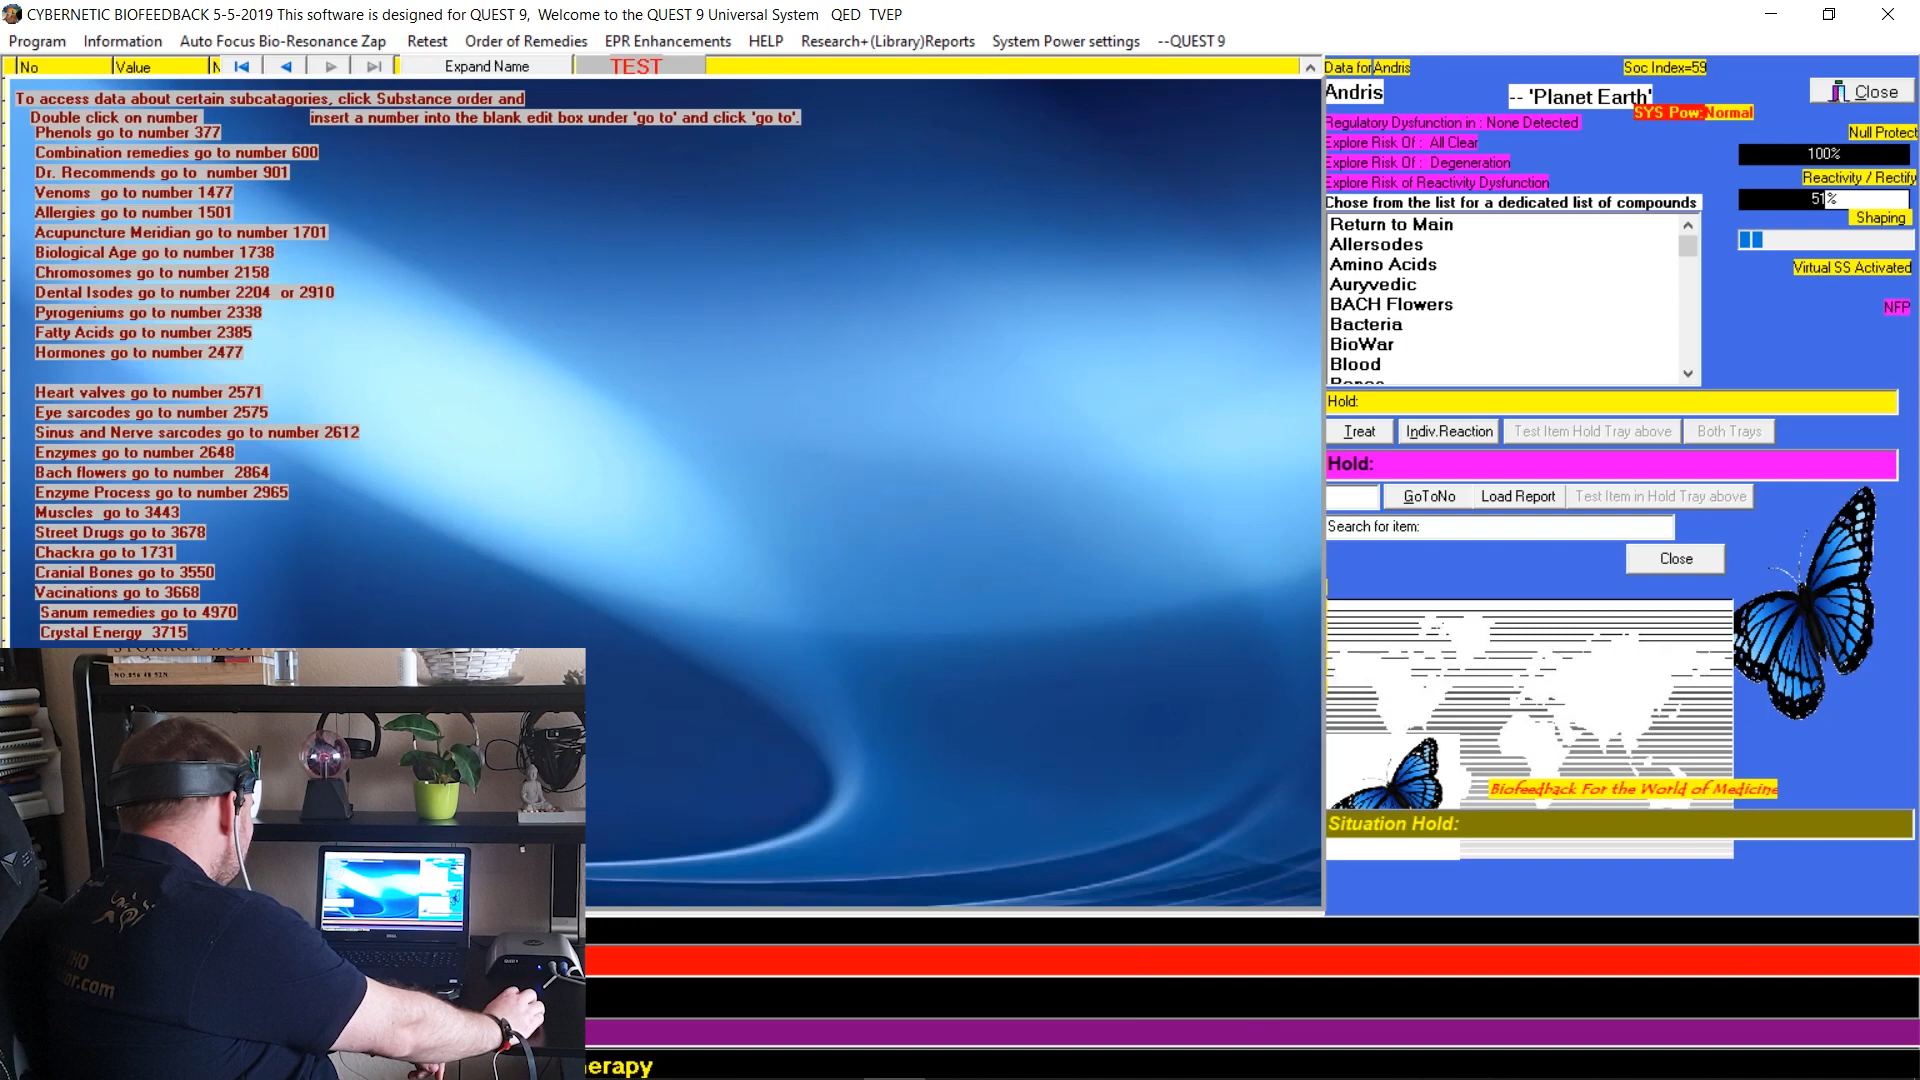 CYBERNETIC BIOFEEDBACK 5-5-2019 This software is designed for QUEST 9,  Welcome to the QUEST 9 Universal System   QED  TVEP
Program  Information  Auto Focus Bio-Resonance Zap  Retest  Order of Remedies  EPR Enhancements  HELP  Research+(Library)Reports  System Power settings  --QUEST 9
No  Value  N  Expand Name  TEST
To access data about certain subcatagories, click Substance order and
Double click on number  insert a number into the blank edit box under 'go to' and click 'go to'.
Phenols go to number 377
Combination remedies go to number 600
Dr. Recommends go to  number 901
Venoms  go to number 1477
Allergies go to number 1501
Acupuncture Meridian go to number 1701
Biological Age go to number 1738
Chromosomes go to number 2158
Dental Isodes go to number 2204  or 2910
Pyrogeniums go to number 2338
Fatty Acids go to number 2385
Hormones go to number 2477
Heart valves go to number 2571
Eye sarcodes go to number 2575
Sinus and Nerve sarcodes go to number 2612
Enzymes go to number 2648
Bach flowers go to number  2864
Enzyme Process go to number 2965
Muscles  go to 3443
Street Drugs go to 3678
Chackra go to 1731
Cranial Bones go to 3550
Vacinations go to 3668
Sanum remedies go to 4970
Crystal Energy  3715
Data for Andris  Soc Index=59
Andris  -- 'Planet Earth'  Close
SYS Pow: Normal
Regulatory Dysfunction in : None Detected
Null Protect
Explore Risk Of :  All Clear
100%
Explore Risk Of :  Degeneration
Reactivity / Rectify
Explore Risk of Reactivity Dysfunction
51%
Chose from the list for a dedicated list of compounds
Shaping
Return to Main
Allersodes
Amino Acids
Virtual SS Activated
Auryvedic
BACH Flowers
NFP
Bacteria
BioWar
Blood
Hold:
Treat  Indiv.Reaction  Test Item Hold Tray above  Both Trays
Hold:
GoToNo  Load Report  Test Item in Hold Tray above
Search for item:
Close
Biofeedback For the World of Medicine
Situation Hold:
NO.856 48 52N
QUEST 9
DELL
or.com
erapy